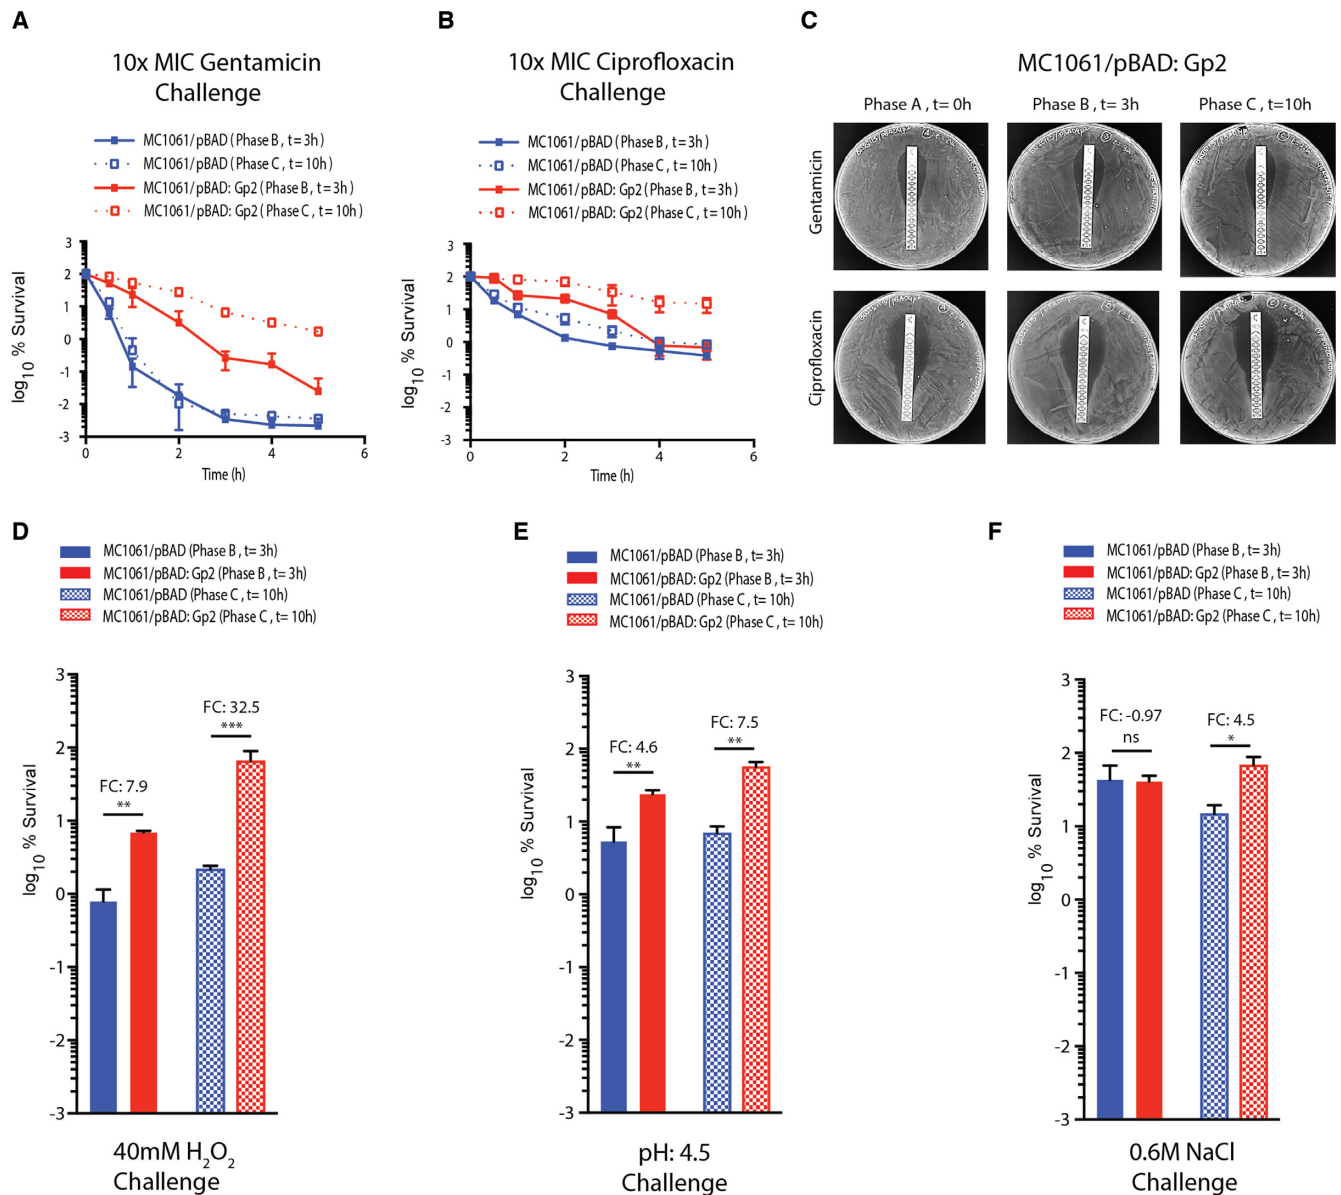 A
10x MIC Gentamicin
Challenge
MC1061/pBAD (Phase B, t=3h)
MC1061/pBAD (Phase C, t=10h)
MC1061/pBAD: Gp2 (Phase B, t=3h)
MC1061/pBAD: Gp2 (Phase C, t=10h)
log10 % Survival
3
2
1
0
-1
-2
-3
0
2
4
6
Time (h)
B
10x MIC Ciprofloxacin
Challenge
MC1061/pBAD (Phase B, t=3h)
MC1061/pBAD (Phase C, t=10h)
MC1061/pBAD: Gp2 (Phase B, t=3h)
MC1061/pBAD: Gp2 (Phase C, t=10h)
log10 % Survival
3
2
1
0
-1
-2
-3
0
2
4
6
Time (h)
C
MC1061/pBAD: Gp2
Phase A , t= 0h
Phase B , t= 3h
Phase C , t=10h
Gentamicin
Ciprofloxacin
D
MC1061/pBAD (Phase B , t= 3h)
MC1061/pBAD: Gp2 (Phase B , t= 3h)
MC1061/pBAD (Phase C , t= 10h)
MC1061/pBAD: Gp2 (Phase C , t= 10h)
log10 % Survival
3
2
1
0
-1
-2
-3
FC: 7.9
**
FC: 32.5
***
40mM H2O2
Challenge
E
MC1061/pBAD (Phase B , t= 3h)
MC1061/pBAD: Gp2 (Phase B , t= 3h)
MC1061/pBAD (Phase C , t= 10h)
MC1061/pBAD: Gp2 (Phase C , t= 10h)
log10 % Survival
3
2
1
0
-1
-2
-3
FC: 4.6
**
FC: 7.5
**
pH: 4.5
Challenge
F
MC1061/pBAD (Phase B , t= 3h)
MC1061/pBAD: Gp2 (Phase B , t= 3h)
MC1061/pBAD (Phase C , t= 10h)
MC1061/pBAD: Gp2 (Phase C , t= 10h)
log10 % Survival
3
2
1
0
-1
-2
-3
FC: -0.97
ns
FC: 4.5
*
0.6M NaCl
Challenge